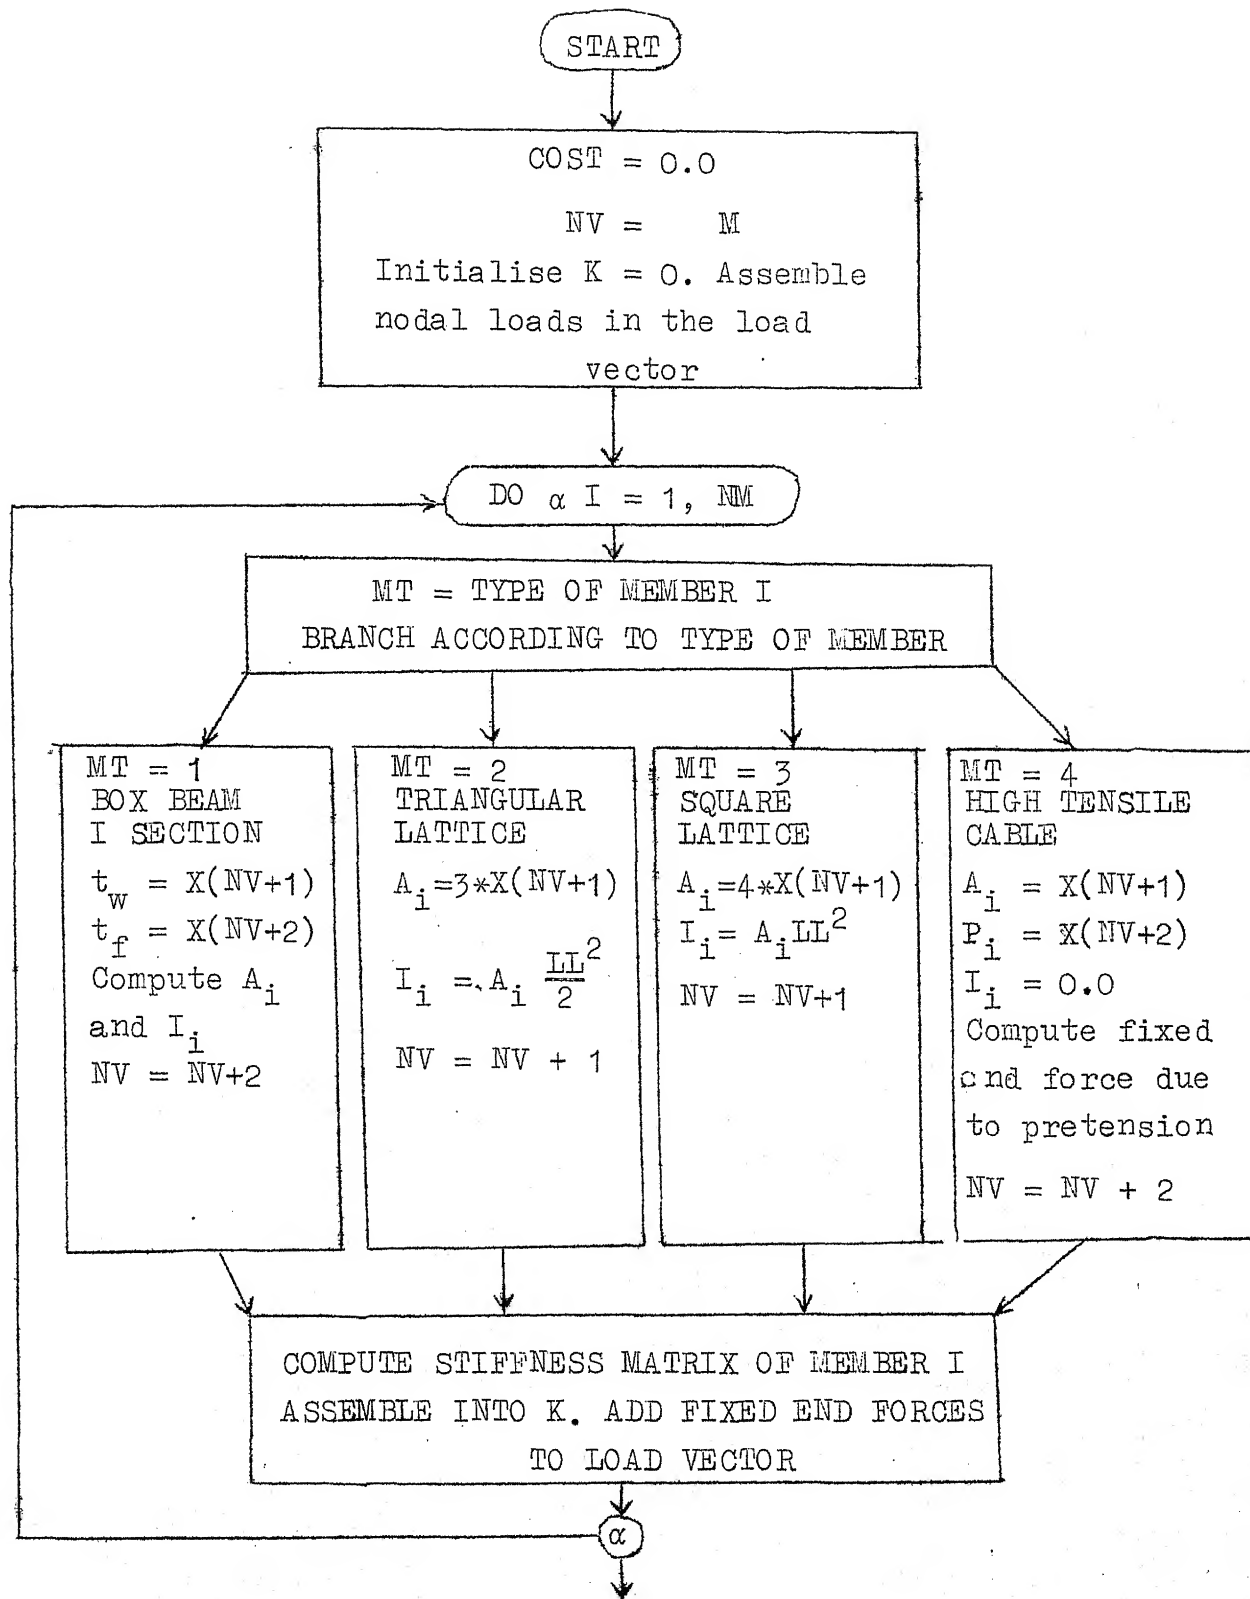 START
COST = 0.0
NV = M
Initialise K = 0. Assemble
nodal loads in the load
vector
DO α I = 1, NM
MT = TYPE OF MEMBER I
BRANCH ACCORDING TO TYPE OF MEMBER
MT = 1
BOX BEAM
I SECTION
t_w = X(NV+1)
t_f = X(NV+2)
Compute A_i
and I_i
NV = NV+2
MT = 2
TRIANGULAR
LATTICE
A_i=3*X(NV+1)
I_i = A_i LL²/2
NV = NV + 1
MT = 3
SQUARE
LATTICE
A_i=4*X(NV+1)
I_i= A_iLL²
NV = NV+1
MT = 4
HIGH TENSILE
CABLE
A_i = X(NV+1)
P_i = X(NV+2)
I_i = 0.0
Compute fixed
end force due
to pretension
NV = NV + 2
COMPUTE STIFFNESS MATRIX OF MEMBER I
ASSEMBLE INTO K. ADD FIXED END FORCES
TO LOAD VECTOR
α